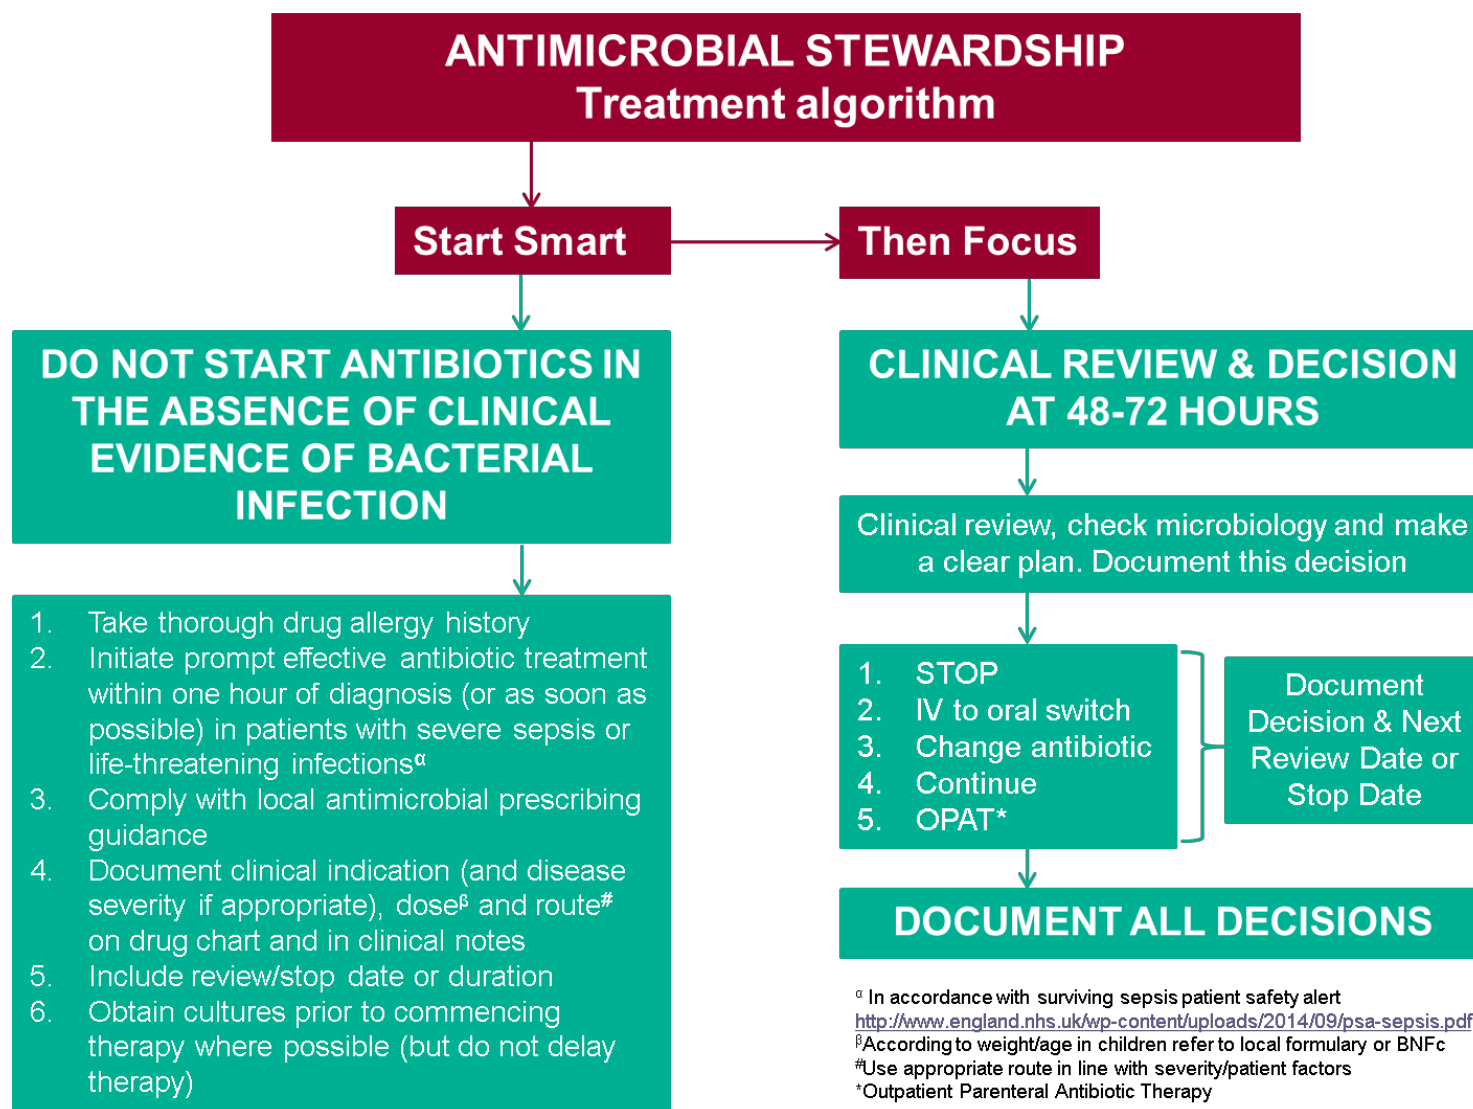 ANTIMICROBIAL STEWARDSHIP
Treatment algorithm
Start Smart
Then Focus
DO NOT START ANTIBIOTICS IN
THE ABSENCE OF CLINICAL
EVIDENCE OF BACTERIAL
INFECTION
1. Take thorough drug allergy history
2. Initiate prompt effective antibiotic treatment
within one hour of diagnosis (or as soon as
possible) in patients with severe sepsis or
life-threatening infectionsα
3. Comply with local antimicrobial prescribing
guidance
4. Document clinical indication (and disease
severity if appropriate), doseβ and route#
on drug chart and in clinical notes
5. Include review/stop date or duration
6. Obtain cultures prior to commencing
therapy where possible (but do not delay
therapy)
CLINICAL REVIEW & DECISION
AT 48-72 HOURS
Clinical review, check microbiology and make
a clear plan. Document this decision
1. STOP
2. IV to oral switch
3. Change antibiotic
4. Continue
5. OPAT*
Document
Decision & Next
Review Date or
Stop Date
DOCUMENT ALL DECISIONS
α In accordance with surviving sepsis patient safety alert
http://www.england.nhs.uk/wp-content/uploads/2014/09/psa-sepsis.pdf
βAccording to weight/age in children refer to local formulary or BNFc
#Use appropriate route in line with severity/patient factors
*Outpatient Parenteral Antibiotic Therapy